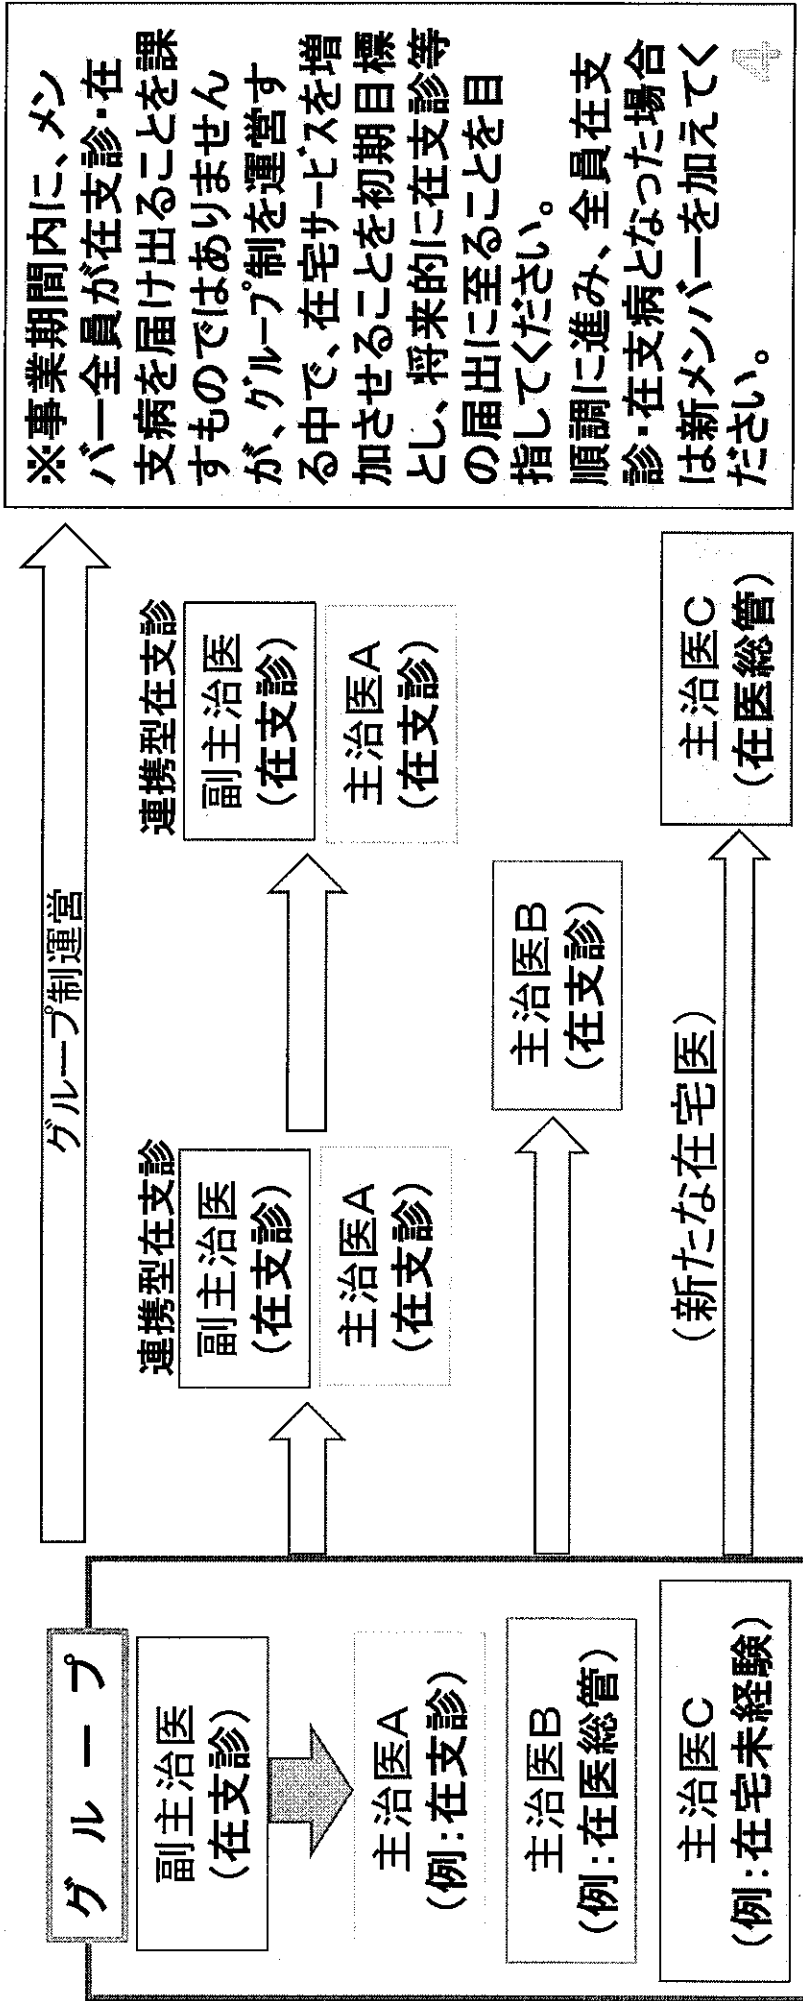 グループ
副主治医
(在支診)
主治医A
(例:在支診)
主治医B
(例:在医総管)
主治医C
(例:在宅未経験)
グループ制運営
連携型在支診
副主治医
(在支診)
主治医A
(在支診)
連携型在支診
副主治医
(在支診)
主治医A
(在支診)
主治医B
(在支診)
(新たな在宅医)
主治医C
(在医総管)
※事業期間内に、メン
バー全員が在支診・在
支病を届け出ることを課
すものではありません
が、グループ制を運営す
る中で、在宅サービスを増
加させることを初期目標
とし、将来的に在支診等
の届出に至ることを目
指してください。
順調に進み、全員在支
診・在支病となった場合
は新メンバーを加えてく
ださい。
4